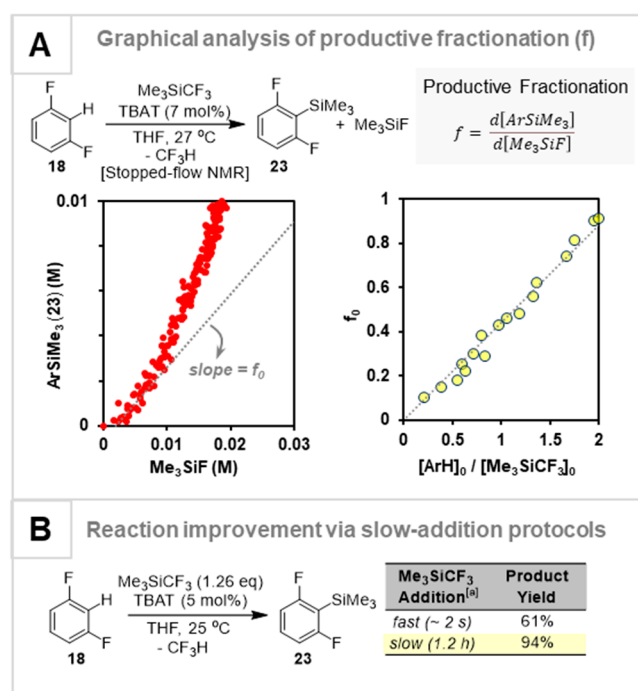 A
Graphical analysis of productive fractionation (f)
F
H
F
18
Me3SiCF3
TBAT (7 mol%)
THF, 27 ºC
- CF3H
[Stopped-flow NMR]
F
SiMe3
F
23
+ Me3SiF
Productive Fractionation
f = d[ArSiMe3] / d[Me3SiF]
0.01
ArSiMe3 (23) (M)
0
slope = f0
0
0.01
0.02
0.03
Me3SiF (M)
1
0.8
0.6
0.4
0.2
0
f0
0
0.5
1
1.5
2
[ArH]0 / [Me3SiCF3]0
B
Reaction improvement via slow-addition protocols
F
H
F
18
Me3SiCF3 (1.26 eq)
TBAT (5 mol%)
THF, 25 ºC
- CF3H
F
SiMe3
F
23
Me3SiCF3 Product
Addition[a] Yield
fast (~ 2 s) 61%
slow (1.2 h) 94%